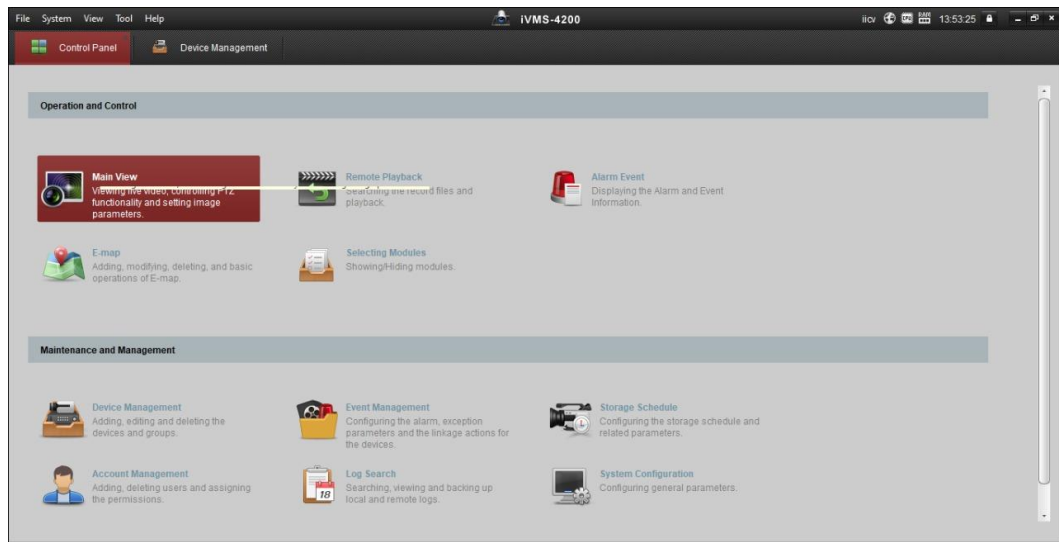 File System View Tool Help
iVMS-4200
iicv
CPU
RAM
13:53:25
Control Panel
Device Management
Operation and Control
Main View
Viewing live video, controlling PTZ
functionality and setting image
parameters.
Remote Playback
Searching the record files and
playback.
Alarm Event
Displaying the Alarm and Event
Information.
E-map
Adding, modifying, deleting, and basic
operations of E-map.
Selecting Modules
Showing/Hiding modules.
Maintenance and Management
Device Management
Adding, editing and deleting the
devices and groups.
Event Management
Configuring the alarm, exception
parameters and the linkage actions for
the devices.
Storage Schedule
Configuring the storage schedule and
related parameters.
Account Management
Adding, deleting users and assigning
the permissions.
18
Log Search
Searching, viewing and backing up
local and remote logs.
System Configuration
Configuring general parameters.